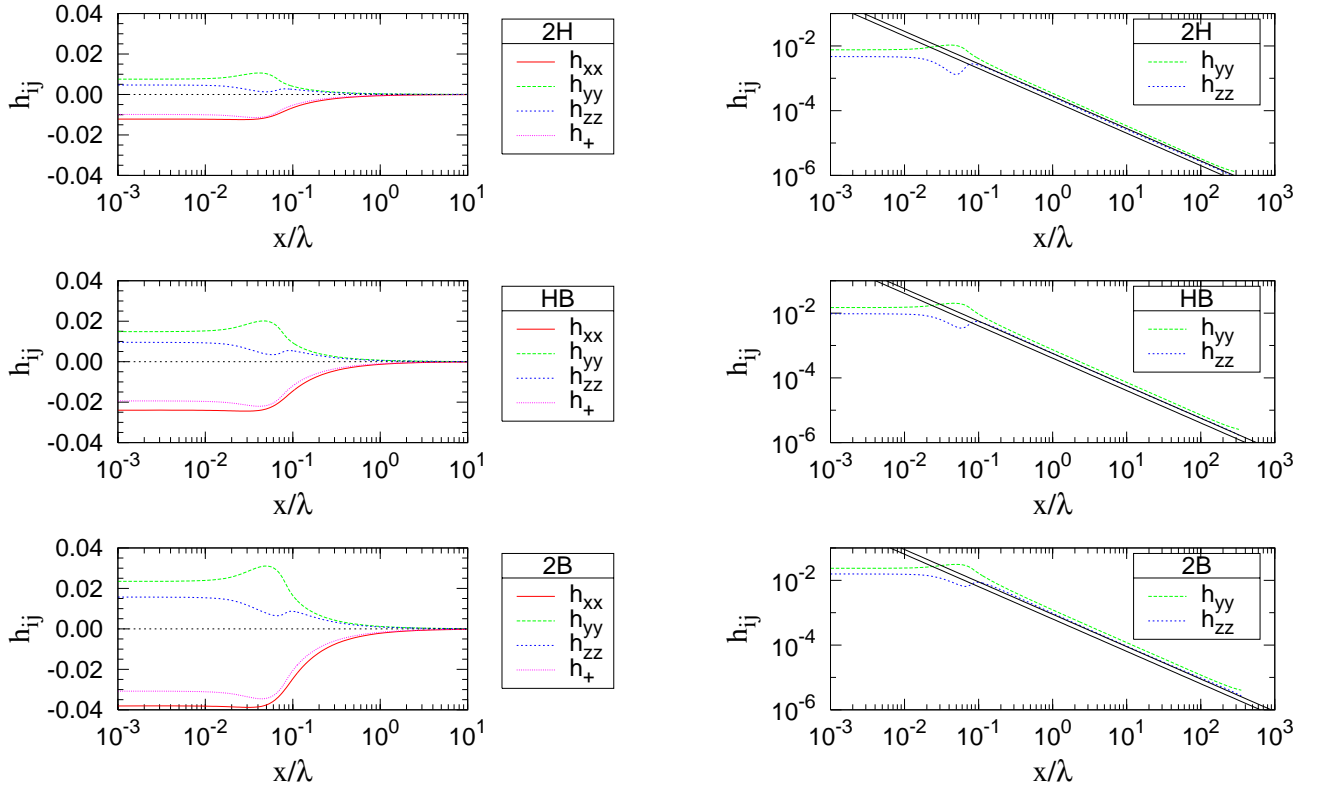 h_ij
0.04
0.02
0.00
-0.02
-0.04
10^-3 10^-2 10^-1 10^0 10^1
x/λ
2H
h_xx
h_yy
h_zz
h_+
h_ij
10^-2
10^-4
10^-6
10^-3 10^-2 10^-1 10^0 10^1 10^2 10^3
x/λ
2H
h_yy
h_zz
h_ij
0.04
0.02
0.00
-0.02
-0.04
10^-3 10^-2 10^-1 10^0 10^1
x/λ
HB
h_xx
h_yy
h_zz
h_+
h_ij
10^-2
10^-4
10^-6
10^-3 10^-2 10^-1 10^0 10^1 10^2 10^3
x/λ
HB
h_yy
h_zz
h_ij
0.04
0.02
0.00
-0.02
-0.04
10^-3 10^-2 10^-1 10^0 10^1
x/λ
2B
h_xx
h_yy
h_zz
h_+
h_ij
10^-2
10^-4
10^-6
10^-3 10^-2 10^-1 10^0 10^1 10^2 10^3
x/λ
2B
h_yy
h_zz